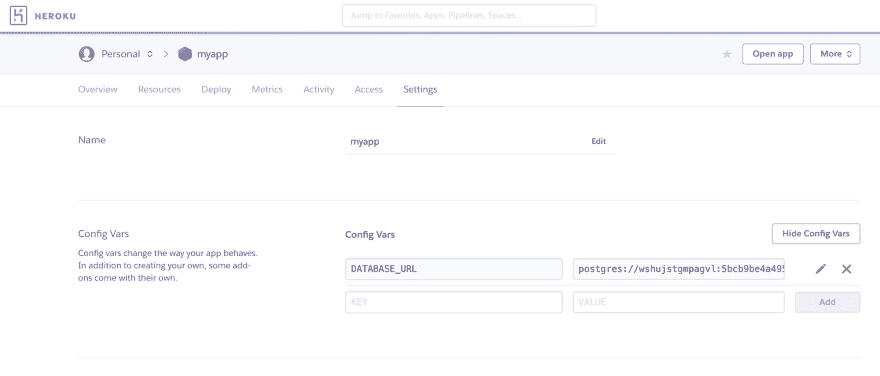 HEROKU
Jump to Favorites, Apps, Pipelines, Spaces...
Personal > myapp
Open app
More
Overview Resources Deploy Metrics Activity Access Settings
Name
myapp
Edit
Config Vars
Config vars change the way your app behaves.
In addition to creating your own, some add-
ons come with their own.
Config Vars
Hide Config Vars
DATABASE_URL
postgres://wshujstgmpagvl:5bcb9be4a495
KEY
VALUE
Add